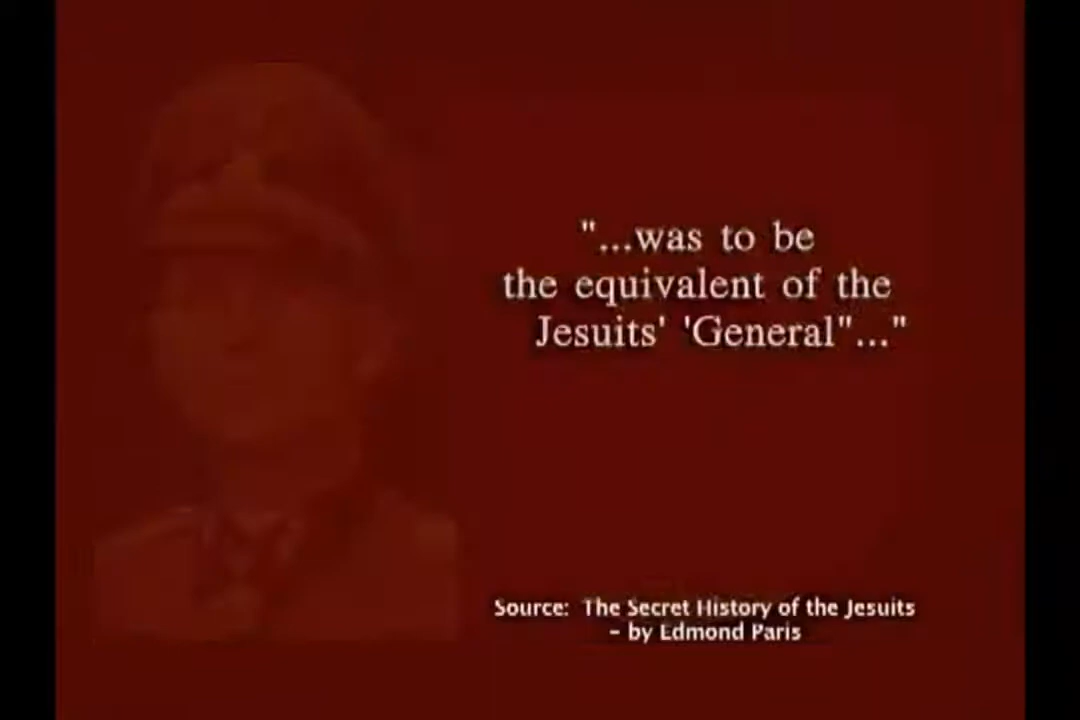 "...was to be
the equivalent of the
Jesuits' 'General"..."
Source: The Secret History of the Jesuits
- by Edmond Paris